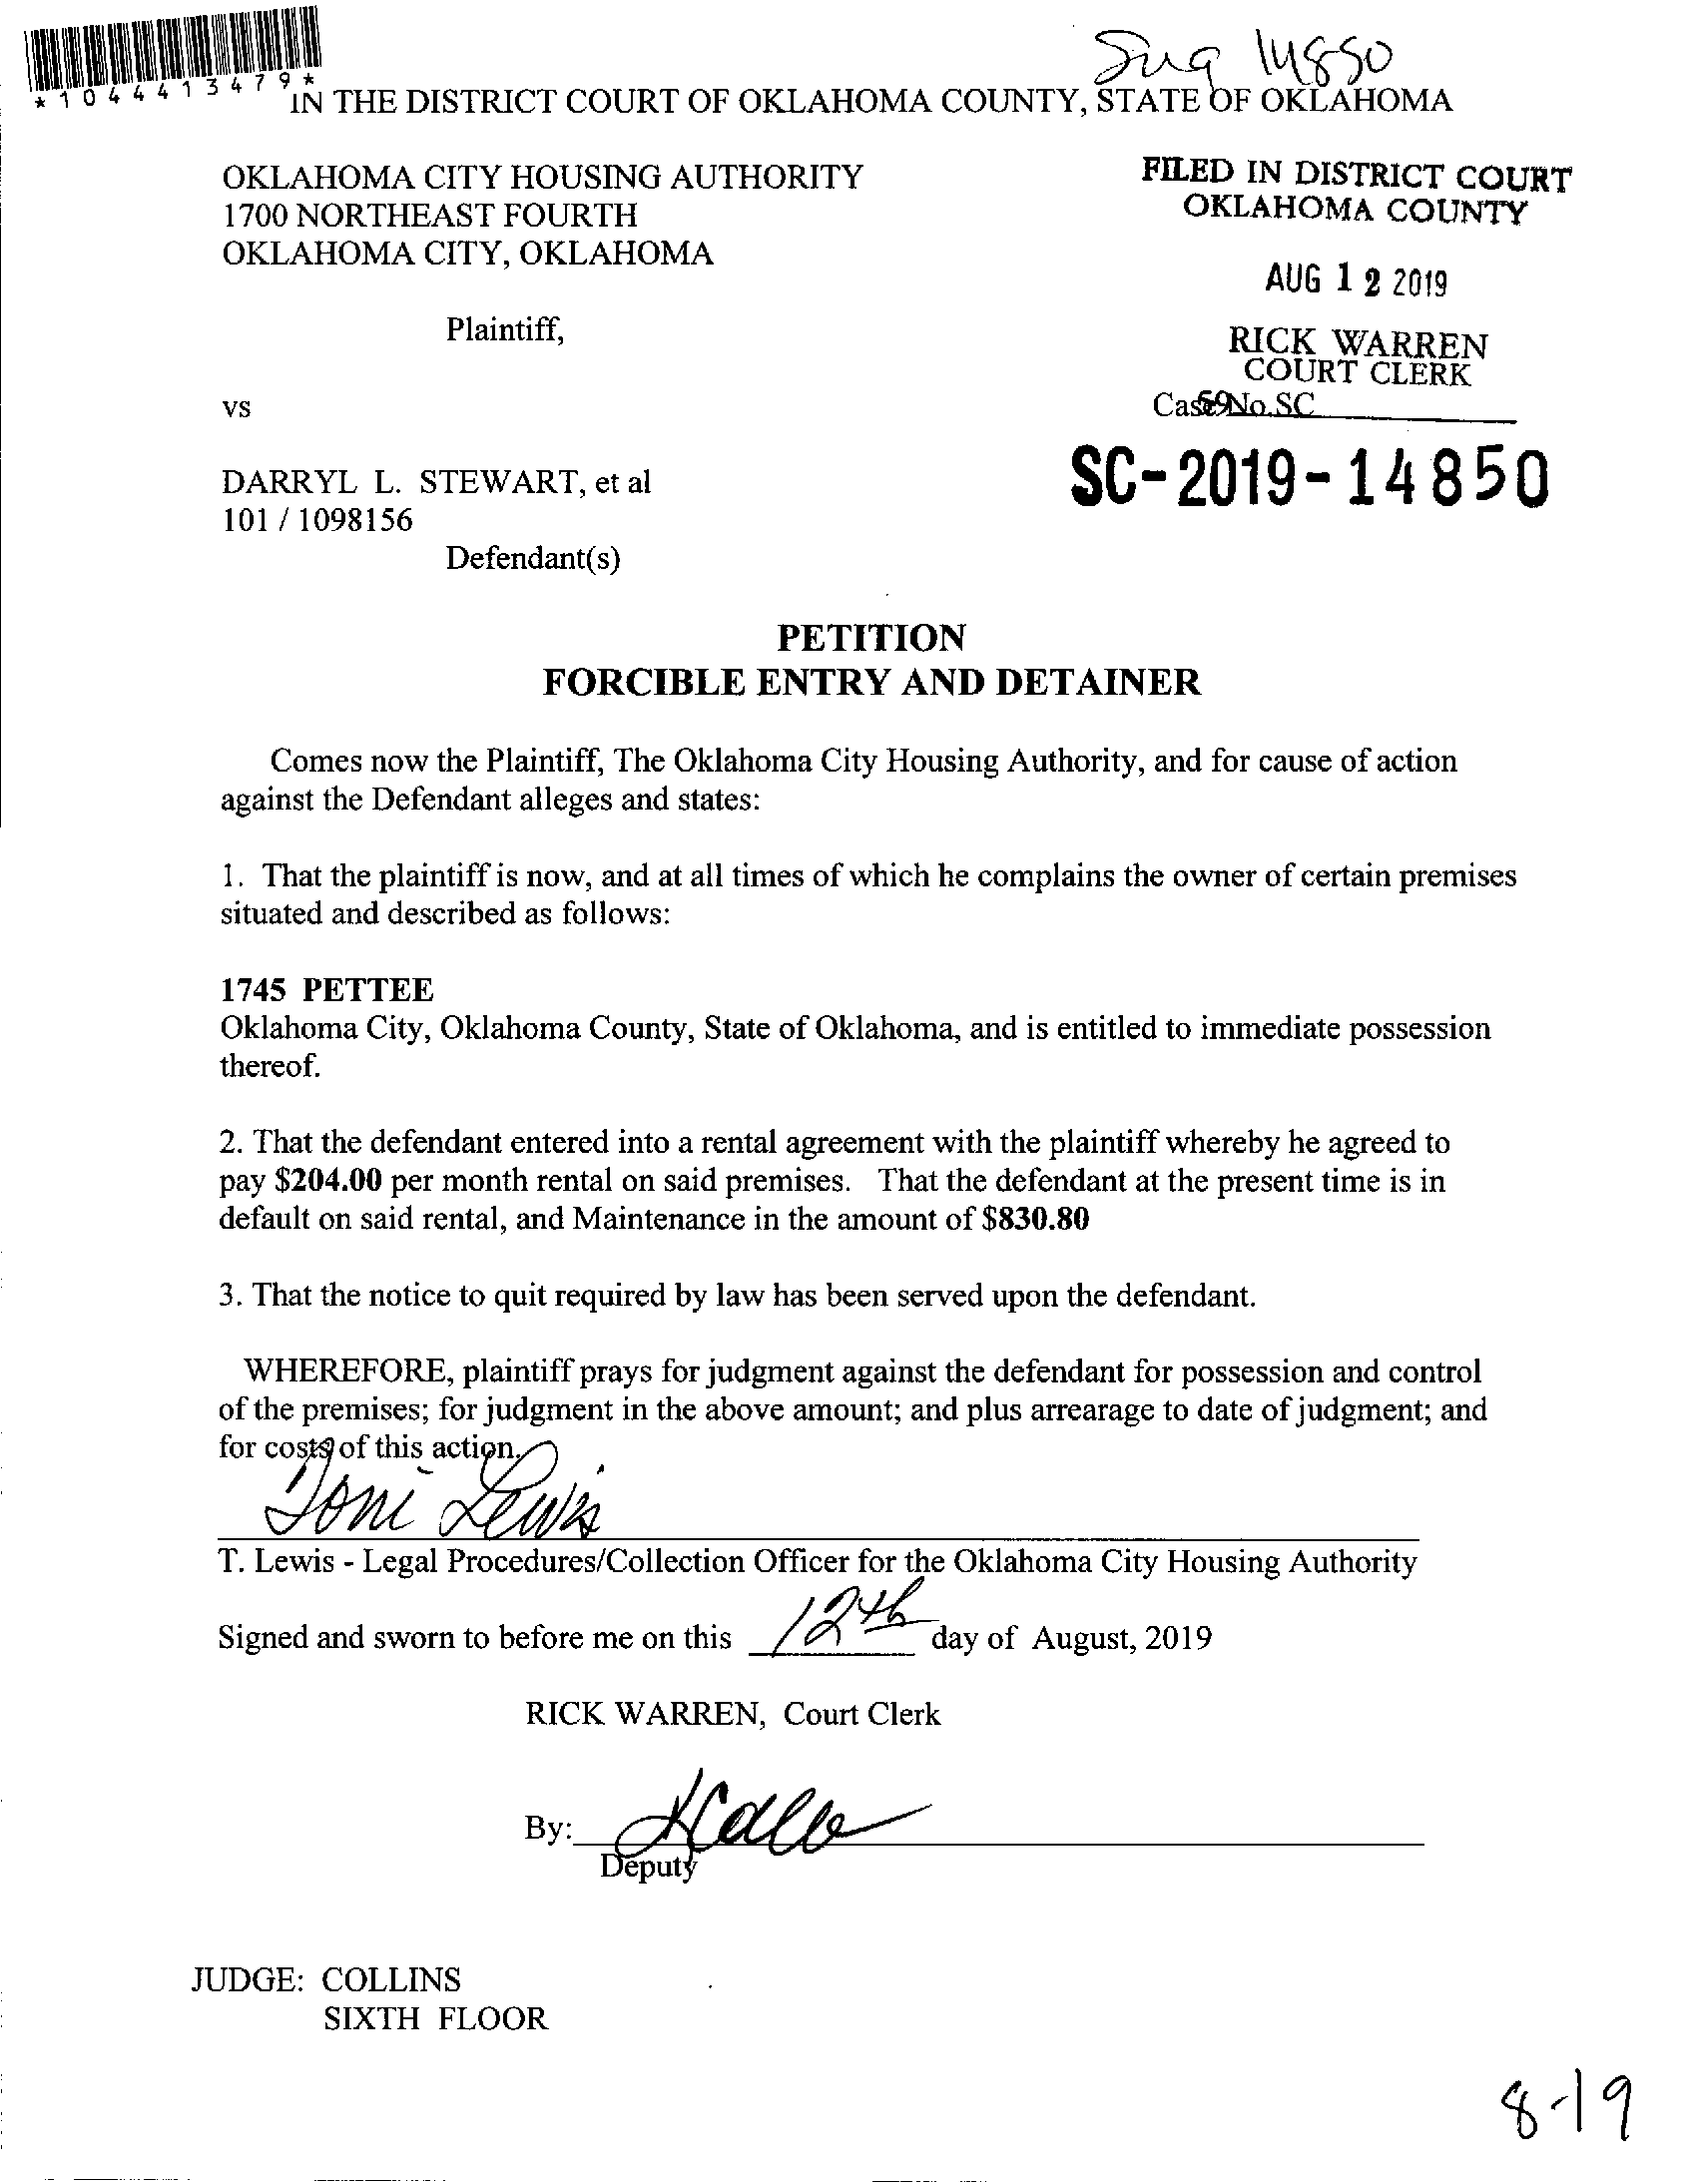 *1044413479*
14850
IN THE DISTRICT COURT OF OKLAHOMA COUNTY, STATE OF OKLAHOMA
OKLAHOMA CITY HOUSING AUTHORITY
1700 NORTHEAST FOURTH
OKLAHOMA CITY, OKLAHOMA
FILED IN DISTRICT COURT
OKLAHOMA COUNTY
AUG 12 2019
Plaintiff,
RICK WARREN
COURT CLERK
59
vs
Case No. SC
SC-2019-14850
DARRYL L. STEWART, et al
101 / 1098156
Defendant(s)
PETITION
FORCIBLE ENTRY AND DETAINER
Comes now the Plaintiff, The Oklahoma City Housing Authority, and for cause of action
against the Defendant alleges and states:
1. That the plaintiff is now, and at all times of which he complains the owner of certain premises
situated and described as follows:
1745 PETTEE
Oklahoma City, Oklahoma County, State of Oklahoma, and is entitled to immediate possession
thereof.
2. That the defendant entered into a rental agreement with the plaintiff whereby he agreed to
pay $204.00 per month rental on said premises. That the defendant at the present time is in
default on said rental, and Maintenance in the amount of $830.80
3. That the notice to quit required by law has been served upon the defendant.
WHEREFORE, plaintiff prays for judgment against the defendant for possession and control
of the premises; for judgment in the above amount; and plus arrearage to date of judgment; and
for costs of this action.
Toni Lewis
T. Lewis - Legal Procedures/Collection Officer for the Oklahoma City Housing Authority
Signed and sworn to before me on this 12th day of August, 2019
RICK WARREN, Court Clerk
By:
Deputy
JUDGE: COLLINS
SIXTH FLOOR
8-19